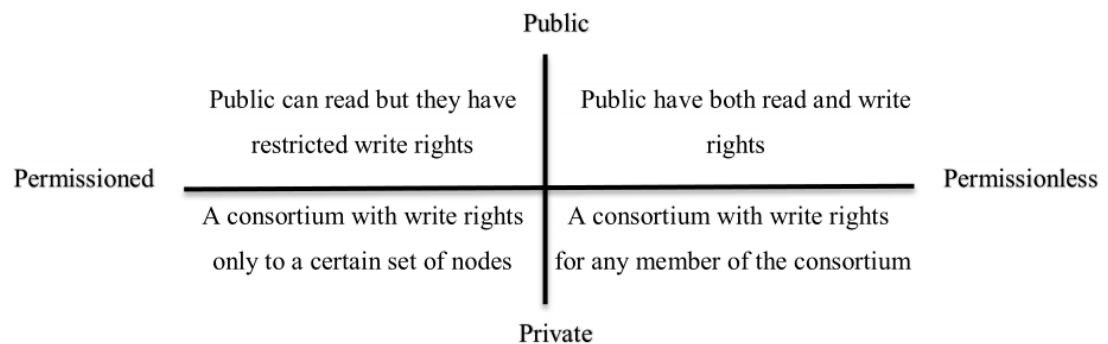 Public
Public can read but they have
restricted write rights
Public have both read and write
rights
Permissioned
Permissionless
A consortium with write rights
only to a certain set of nodes
A consortium with write rights
for any member of the consortium
Private